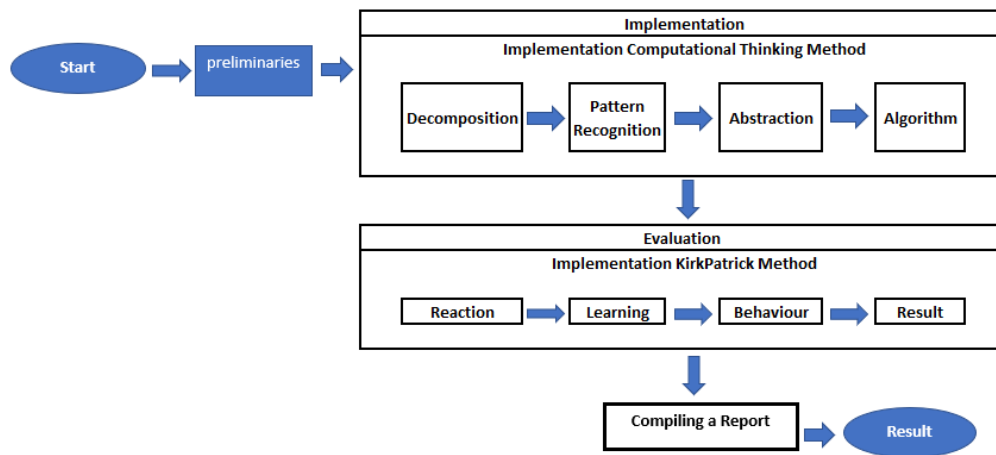 Start
preliminaries
Implementation
Implementation Computational Thinking Method
Decomposition
Pattern
Recognition
Abstraction
Algorithm
Evaluation
Implementation KirkPatrick Method
Reaction
Learning
Behaviour
Result
Compiling a Report
Result